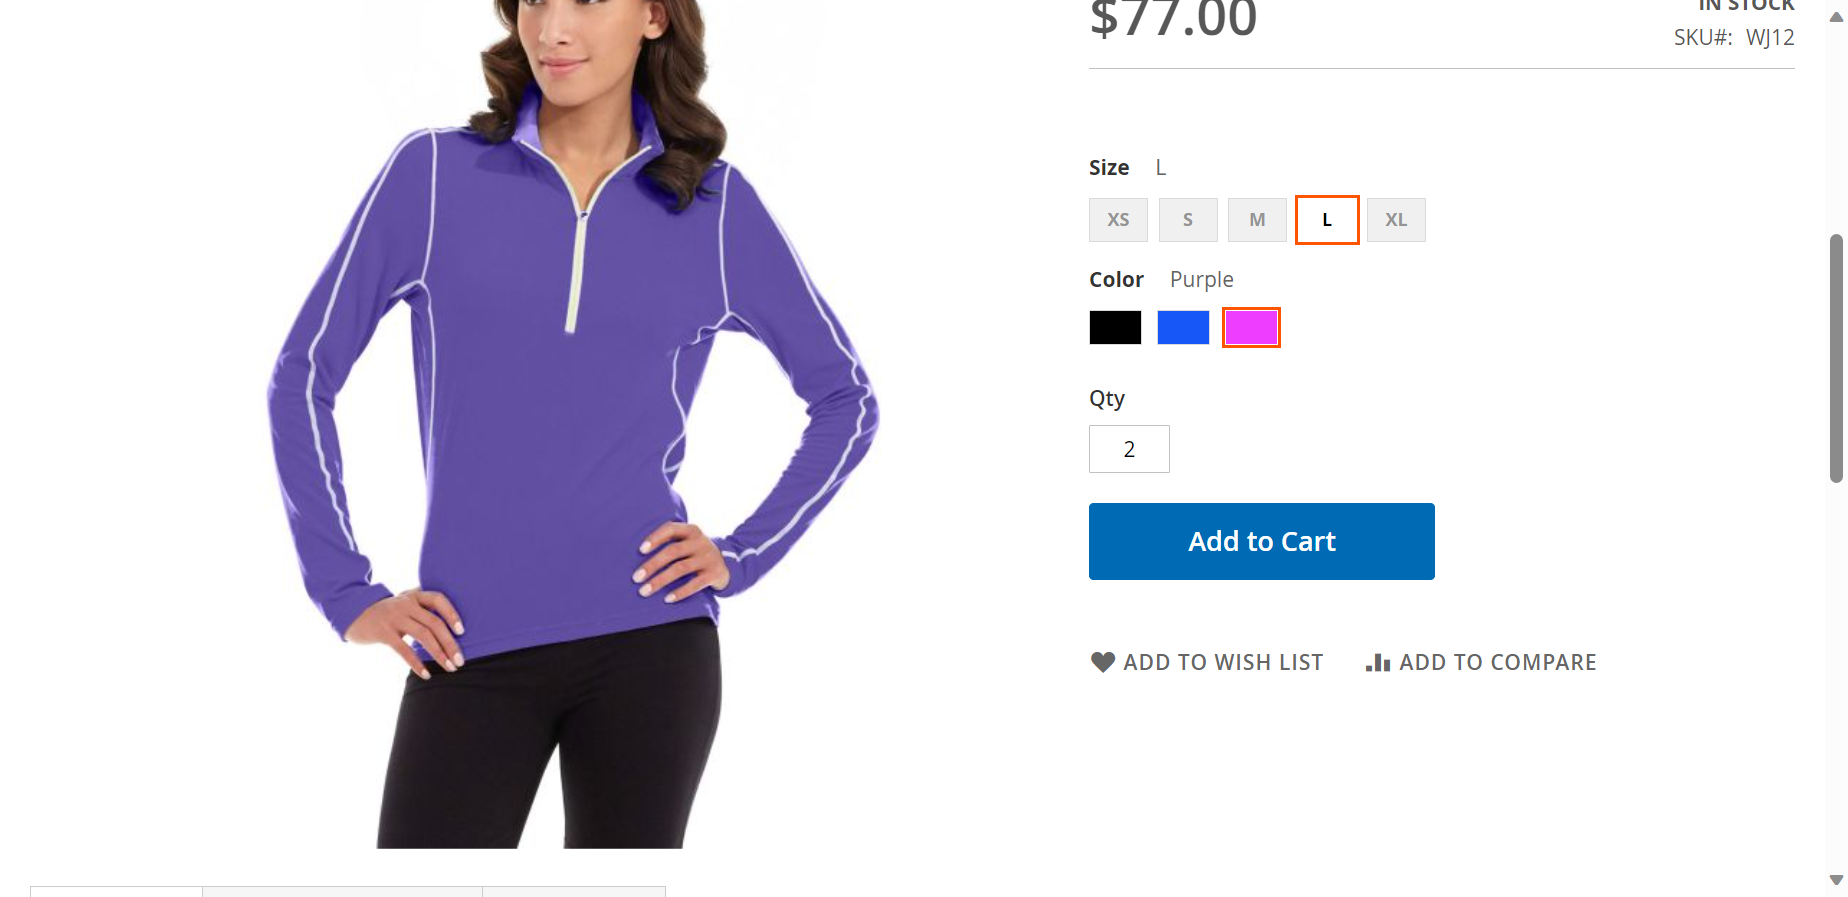 $77.00
IN STOCK
SKU#: WJ12
Size L
XS S M L XL
Color Purple
Qty
2
Add to Cart
ADD TO WISH LIST ADD TO COMPARE